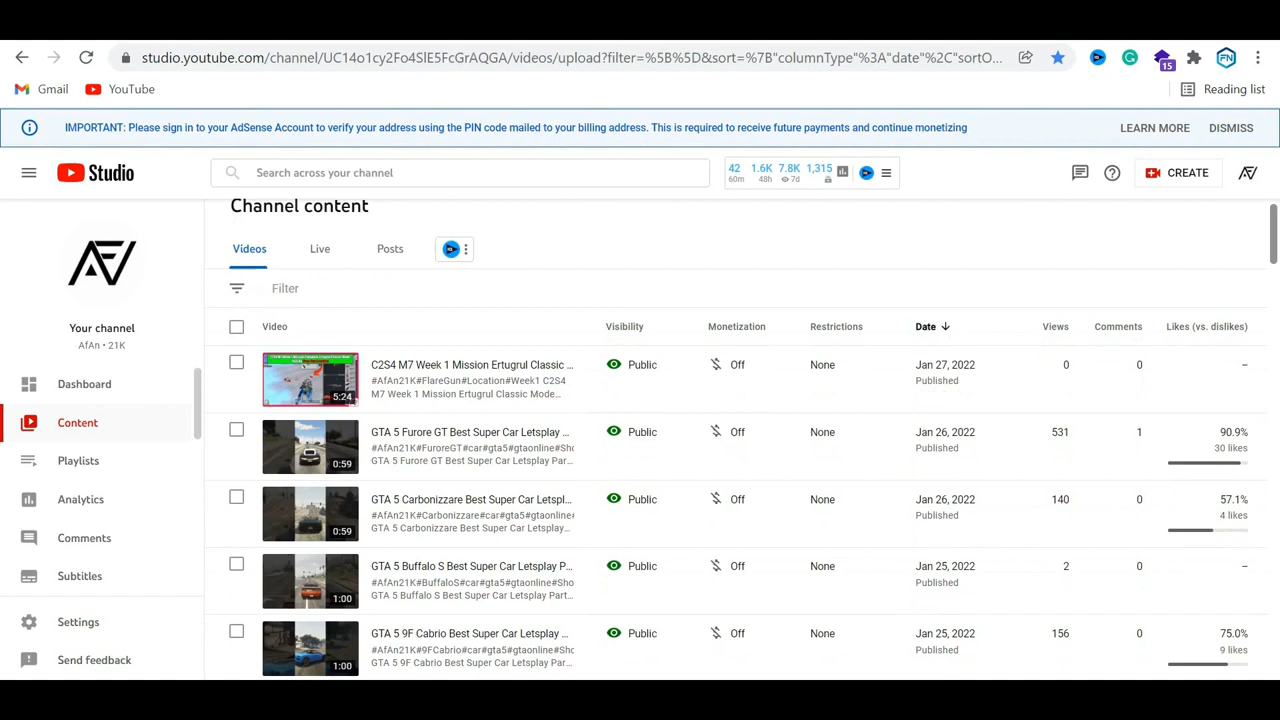 studio.youtube.com/channel/UC14o1cy2Fo4SlE5FcGrAQGA/videos/upload?filter=%5B%5D&sort=%7B"columnType"%3A"date"%2C"sortO...
15
Gmail YouTube Reading list
IMPORTANT: Please sign in to your AdSense Account to verify your address using the PIN code mailed to your billing address. This is required to receive future payments and continue monetizing LEARN MORE DISMISS
Studio Search across your channel 42 1.6K 7.8K 1,315 CREATE
60m 48h 7d
Channel content
Videos Live Posts
Filter
Your channel
AfAn • 21K
Dashboard
Content
Playlists
Analytics
Comments
Subtitles
Settings
Send feedback
Video Visibility Monetization Restrictions Date Views Comments Likes (vs. dislikes)
C2S4 M7 Week 1 Mission Ertugrul Classic ... Public Off None Jan 27, 2022 0 0 –
#AfAn21K#FlareGun#Location#Week1 C2S4 Published
M7 Week 1 Mission Ertugrul Classic Mode...
5:24
GTA 5 Furore GT Best Super Car Letsplay ... Public Off None Jan 26, 2022 531 1 90.9%
#AfAn21K#FuroreGT#car#gta5#gtaonline#Sho Published 30 likes
GTA 5 Furore GT Best Super Car Letsplay Par...
0:59
GTA 5 Carbonizzare Best Super Car Letspl... Public Off None Jan 26, 2022 140 0 57.1%
#AfAn21K#Carbonizzare#car#gta5#gtaonline# Published 4 likes
GTA 5 Carbonizzare Best Super Car Letsplay ...
0:59
GTA 5 Buffalo S Best Super Car Letsplay P... Public Off None Jan 25, 2022 2 0 –
#AfAn21K#BuffaloS#car#gta5#gtaonline#Sho Published
GTA 5 Buffalo S Best Super Car Letsplay Part...
1:00
GTA 5 9F Cabrio Best Super Car Letsplay ... Public Off None Jan 25, 2022 156 0 75.0%
#AfAn21K#9FCabrio#car#gta5#gtaonline#Sho Published 9 likes
GTA 5 9F Cabrio Best Super Car Letsplay Par...
1:00